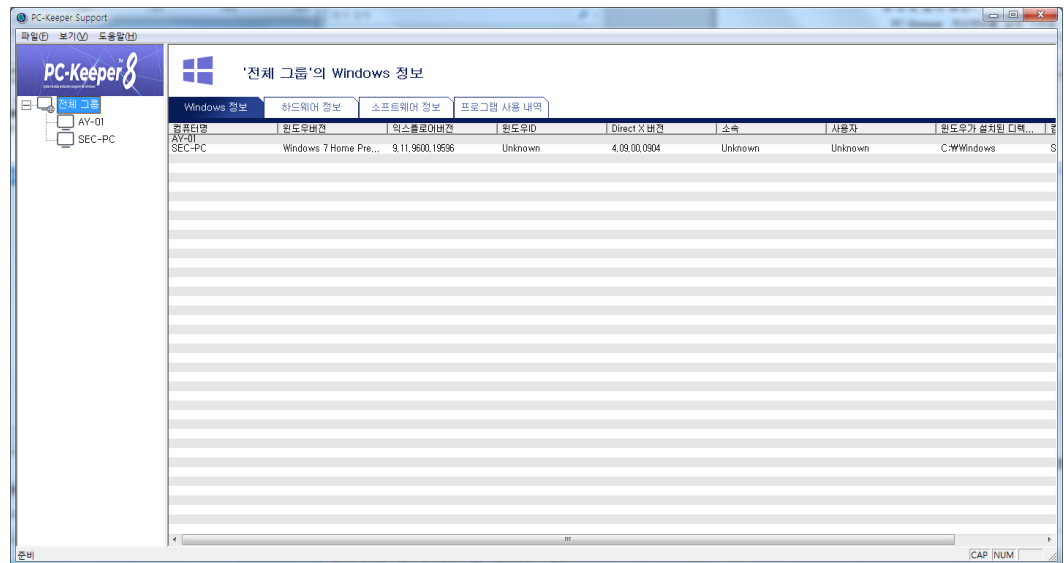 PC-Keeper Support
파일(F) 보기(V) 도움말(H)
PC-Keeper 8
'전체 그룹'의 Windows 정보
전체 그룹
AY-01
SEC-PC
Windows 정보 하드웨어 정보 소프트웨어 정보 프로그램 사용 내역
컴퓨터명 윈도우버전 익스플로어버전 윈도우ID Direct X 버전 소속 사용자 윈도우가 설치된 디렉...
AY-01
SEC-PC Windows 7 Home Pre... 9.11.9600.19596 Unknown 4.09.00.0904 Unknown Unknown C:₩Windows S
준비 CAP NUM